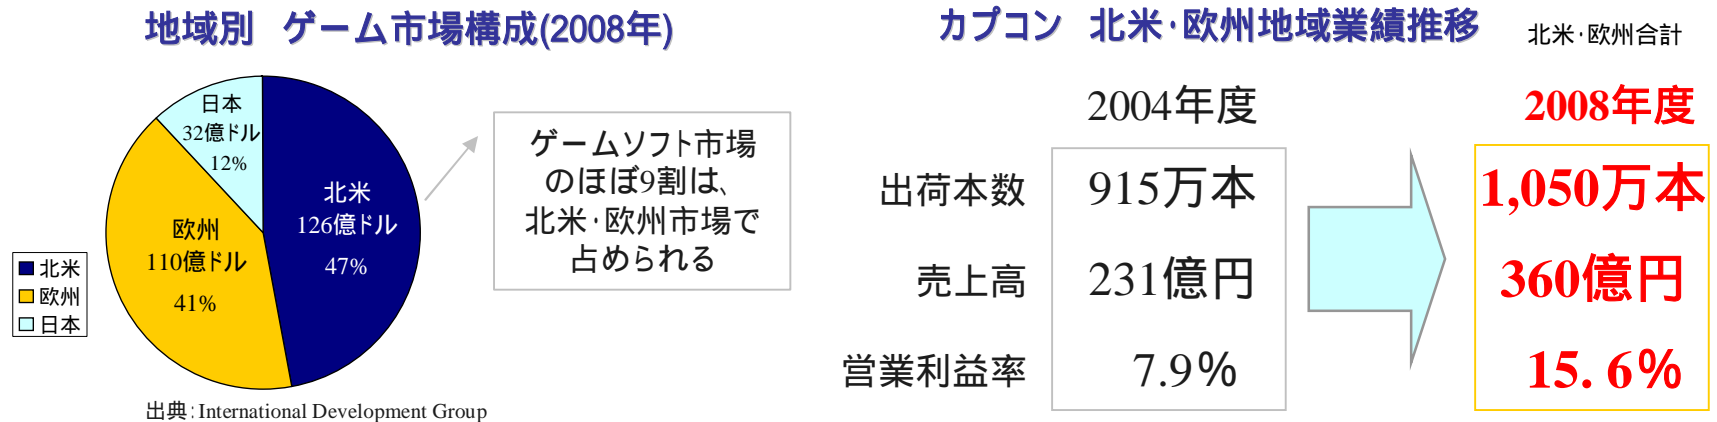 地域別 ゲーム市場構成(2008年)
日本
32億ドル
12%
北米
126億ドル
47%
欧州
110億ドル
41%
北米
欧州
日本
出典:International Development Group
ゲームソフト市場
のほぼ9割は、
北米・欧州市場で
占められる
カプコン 北米・欧州地域業績推移
北米・欧州合計
2004年度 2008年度
出荷本数 915万本 1,050万本
売上高 231億円 360億円
営業利益率 7.9% 15.6%